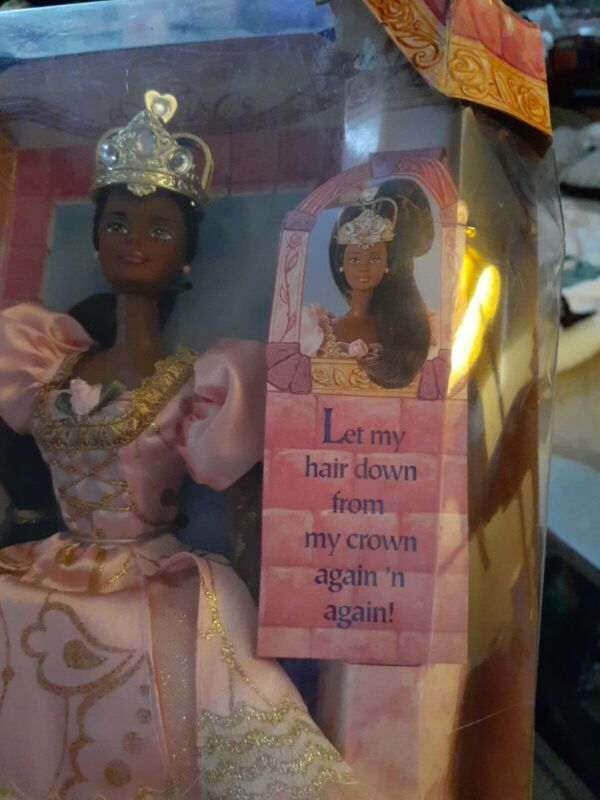 Let my
hair down
from
my crown
again 'n
again!